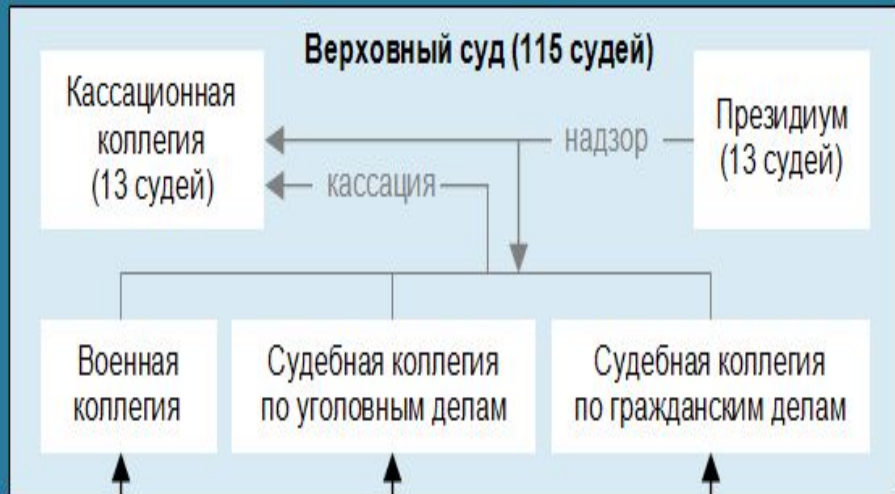 Верховный суд (115 судей)
Кассационная
коллегия
(13 судей)
надзор
Президиум
(13 судей)
кассация
Военная
коллегия
Судебная коллегия
по уголовным делам
Судебная коллегия
по гражданским делам